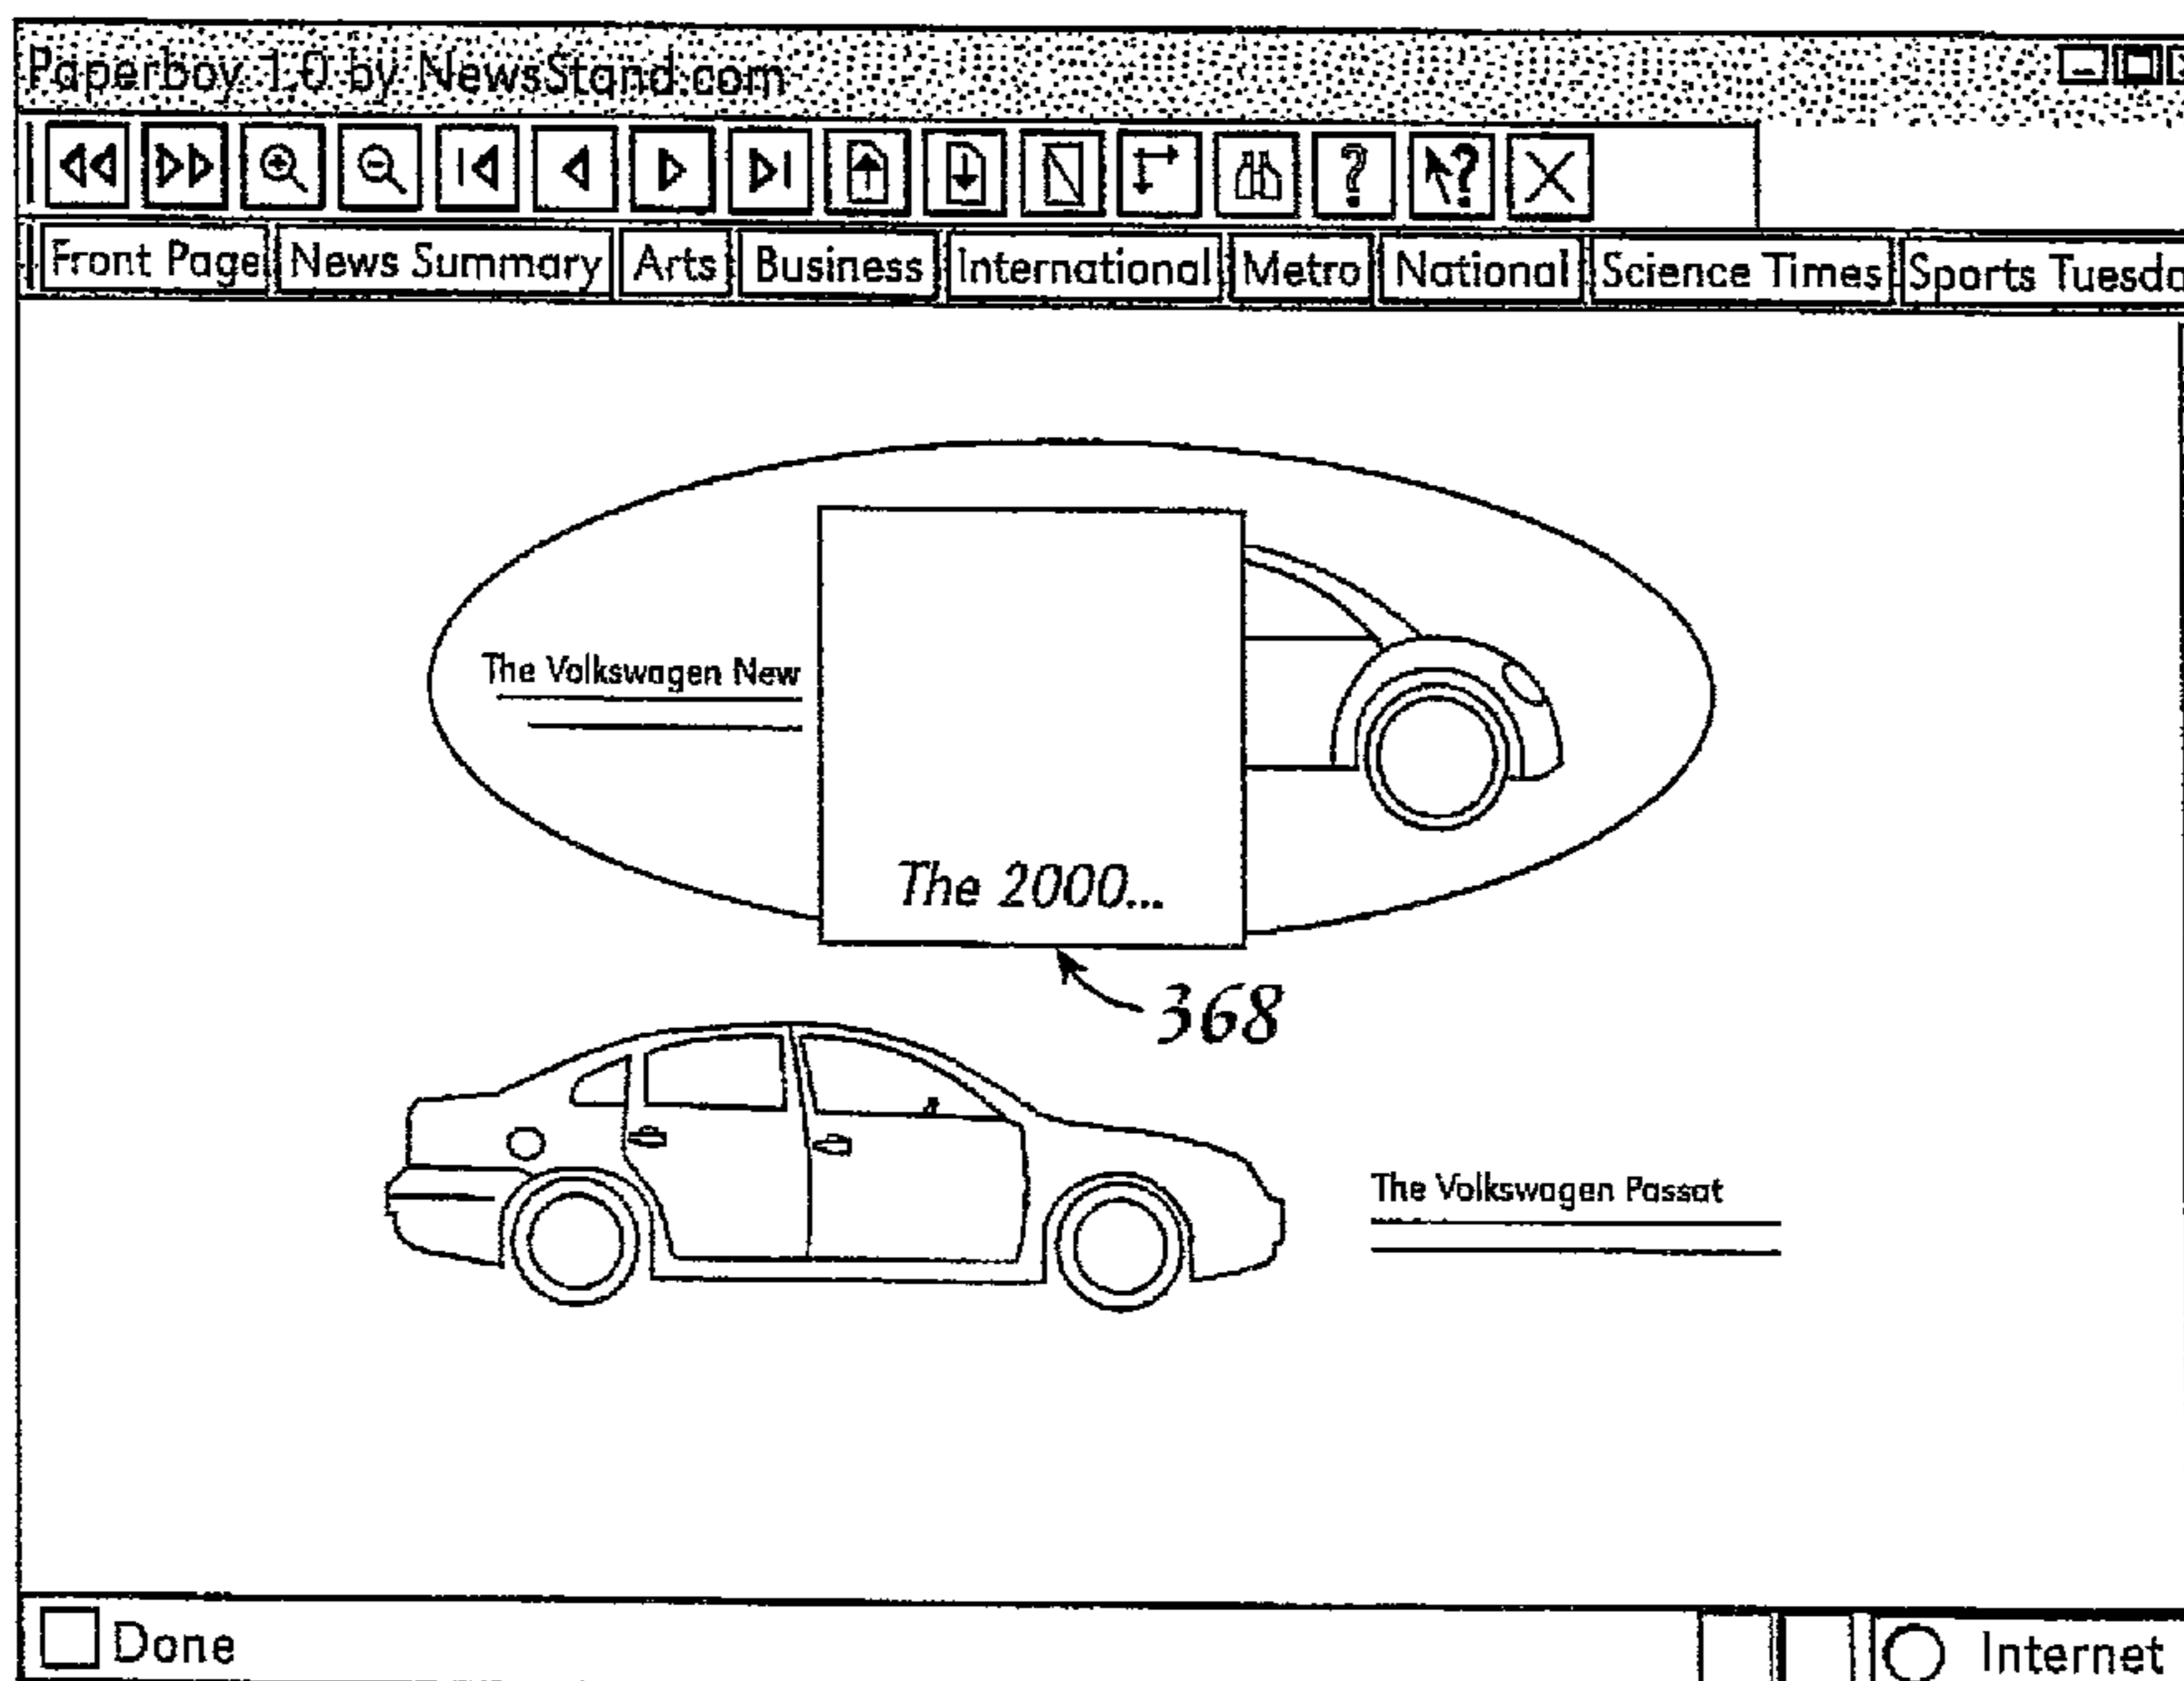 Paperboy 1.0 by NewsStand.com
Front Page News Summary Arts Business International Metro National Science Times Sports Tuesda
The Volkswagen New
The 2000...
368
The Volkswagen Passat
Done Internet